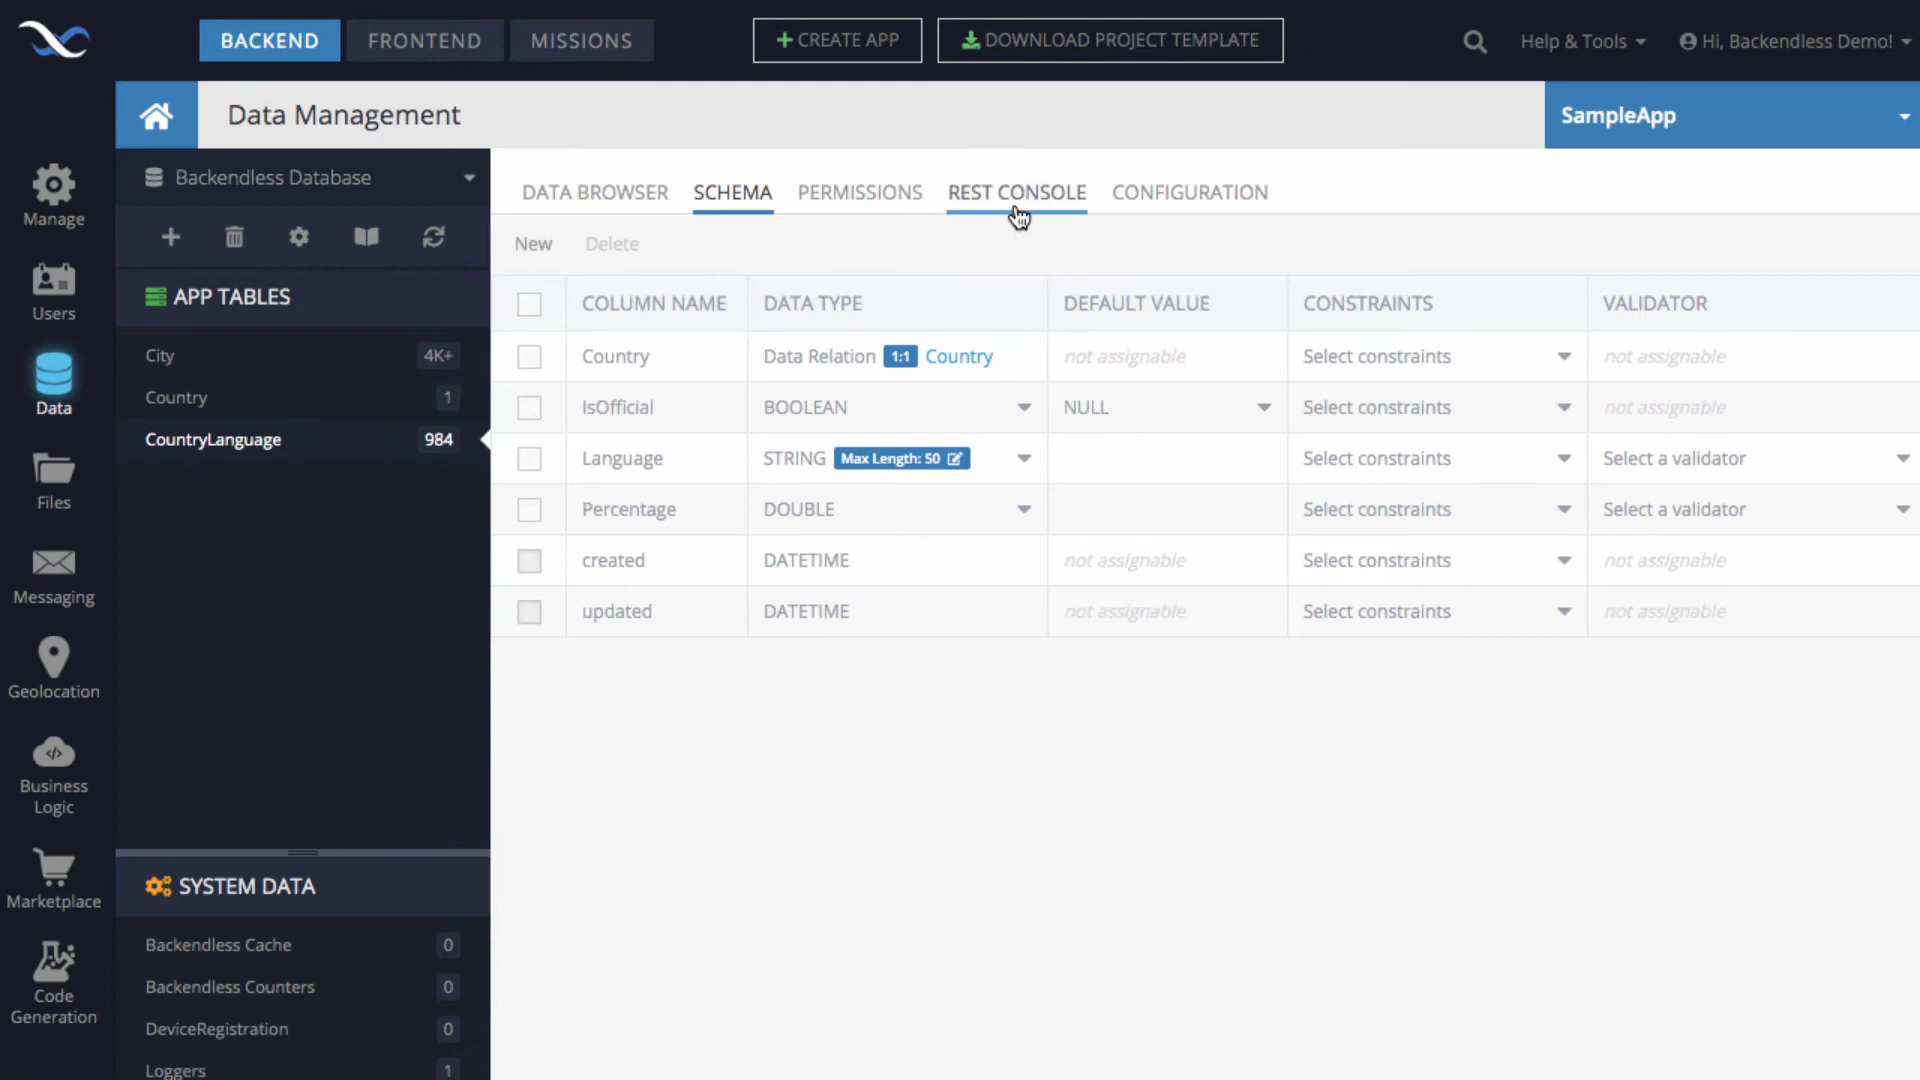 BACKEND FRONTEND MISSIONS CREATE APP DOWNLOAD PROJECT TEMPLATE Help & Tools Hi, Backendless Demo!
Data Management SampleApp
Manage
Users
Data
Files
Messaging
Geolocation
Business
Logic
Marketplace
Code
Generation
Backendless Database
APP TABLES
City 4K+
Country 1
CountryLanguage 984
SYSTEM DATA
Backendless Cache 0
Backendless Counters 0
DeviceRegistration 0
Loggers 1
DATA BROWSER SCHEMA PERMISSIONS REST CONSOLE CONFIGURATION
New Delete
COLUMN NAME DATA TYPE DEFAULT VALUE CONSTRAINTS VALIDATOR
Country Data Relation 1:1 Country not assignable Select constraints not assignable
IsOfficial BOOLEAN NULL Select constraints not assignable
Language STRING Max Length: 50 Select constraints Select a validator
Percentage DOUBLE Select constraints Select a validator
created DATETIME not assignable Select constraints not assignable
updated DATETIME not assignable Select constraints not assignable